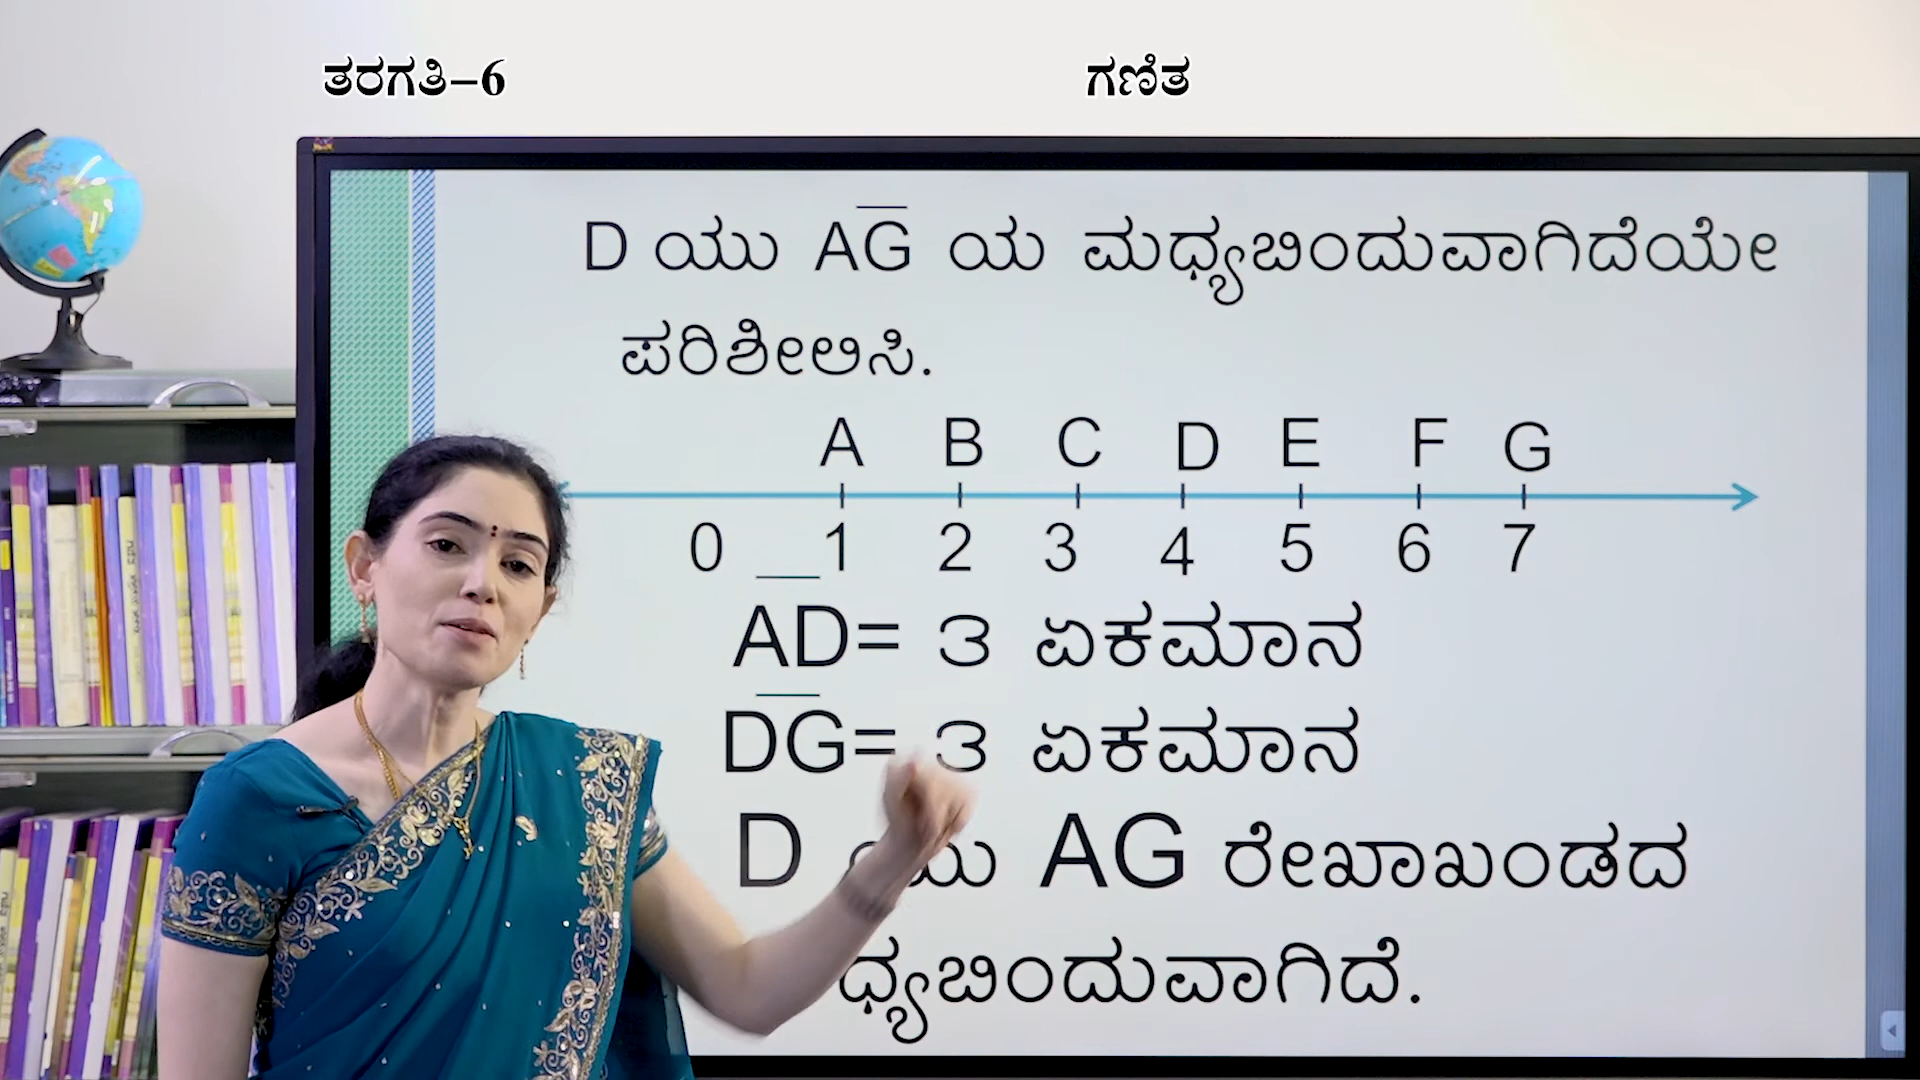 ತರಗತಿ–6 ಗಣಿತ
D ಯು AG ಯ ಮಧ್ಯಬಿಂದುವಾಗಿದೆಯೇ
ಪರಿಶೀಲಿಸಿ.
A B C D E F G
0 1 2 3 4 5 6 7
AD= ೩ ಏಕಮಾನ
DG= ೩ ಏಕಮಾನ
D AG ರೇಖಾಖಂಡದ
ಧ್ಯಬಿಂದುವಾಗಿದೆ.